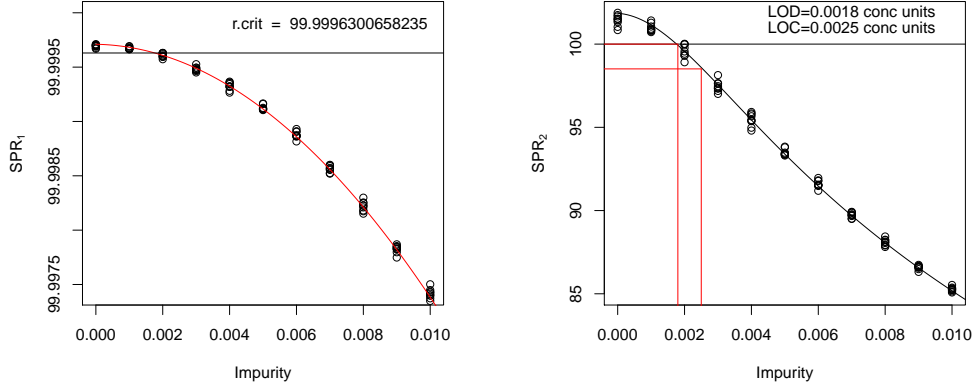 r.crit = 99.9996300658235
SPR1
99.9995
99.9985
99.9975
0.000 0.002 0.004 0.006 0.008 0.010
Impurity
LOD=0.0018 conc units
LOC=0.0025 conc units
SPR2
100
95
90
85
0.000 0.002 0.004 0.006 0.008 0.010
Impurity